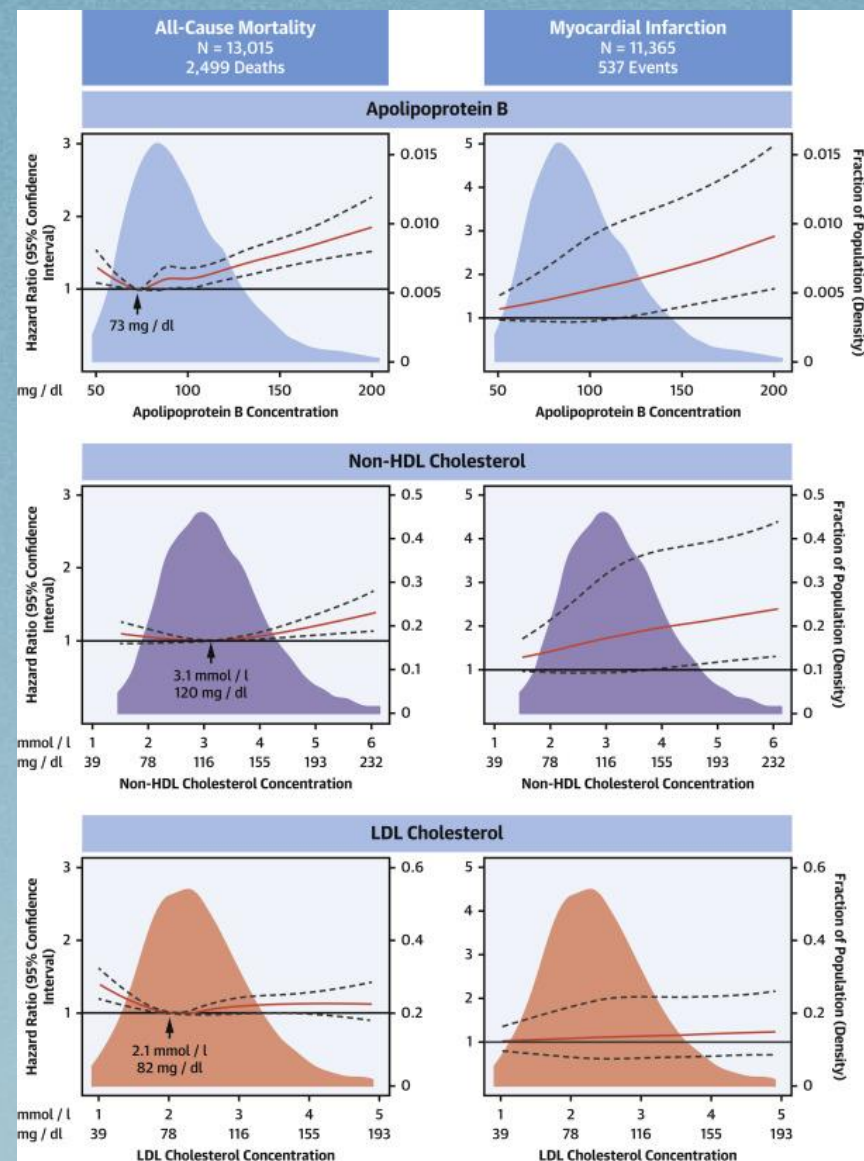 All-Cause Mortality
N = 13,015
2,499 Deaths
Myocardial Infarction
N = 11,365
537 Events
Apolipoprotein B
Hazard Ratio (95% Confidence
Interval)
3
2
1
0.015
0.010
0.005
0
73 mg / dl
mg / dl
50
100
150
200
Apolipoprotein B Concentration
5
4
3
2
1
0.015
0.010
0.005
0
Fraction of Population (Density)
50
100
150
200
Apolipoprotein B Concentration
Non-HDL Cholesterol
Hazard Ratio (95% Confidence
Interval)
3
2
1
0.5
0.4
0.3
0.2
0.1
0
3.1 mmol / l
120 mg / dl
mmol / l 1 2 3 4 5 6
mg / dl 39 78 116 155 193 232
Non-HDL Cholesterol Concentration
5
4
3
2
1
0.5
0.4
0.3
0.2
0.1
0
Fraction of Population (Density)
1 2 3 4 5 6
39 78 116 155 193 232
Non-HDL Cholesterol Concentration
LDL Cholesterol
Hazard Ratio (95% Confidence
Interval)
3
2
1
0.6
0.4
0.2
0
2.1 mmol / l
82 mg / dl
mmol / l 1 2 3 4 5
mg / dl 39 78 116 155 193
LDL Cholesterol Concentration
5
4
3
2
1
0.6
0.4
0.2
0
Fraction of Population (Density)
1 2 3 4 5
39 78 116 155 193
LDL Cholesterol Concentration